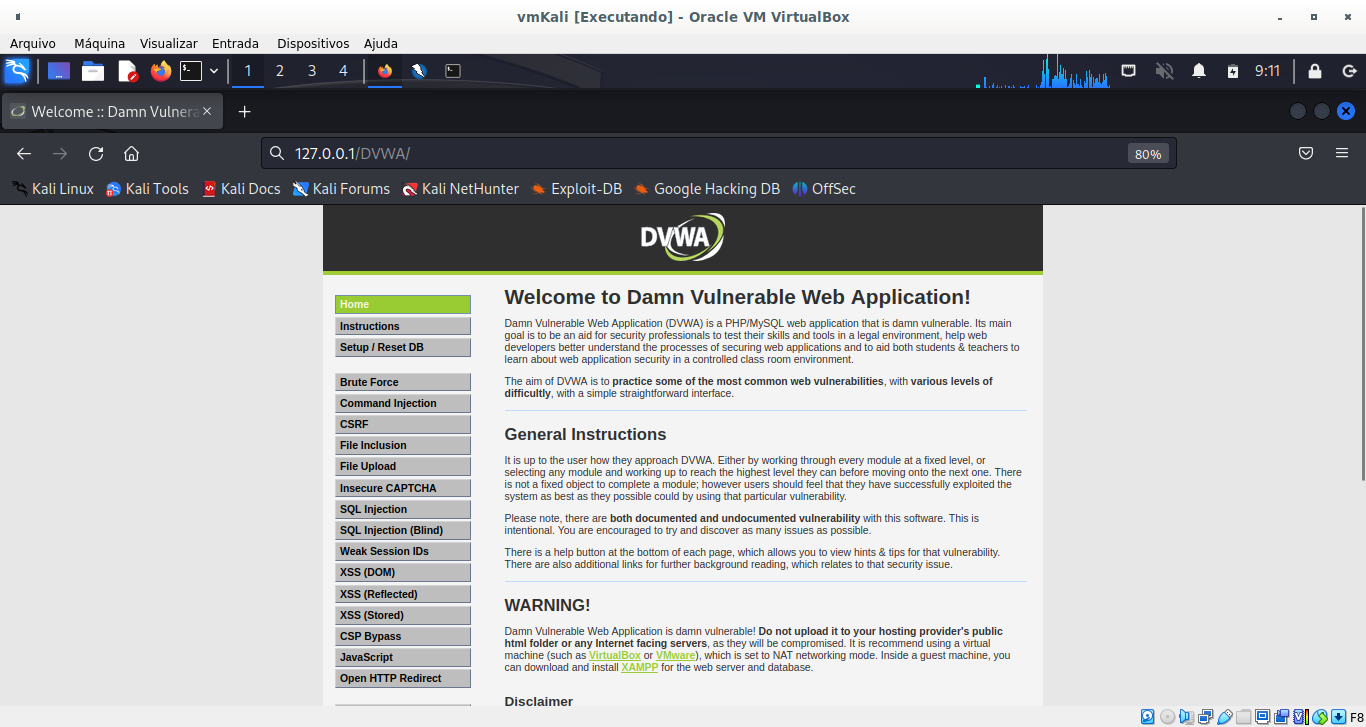 vmKali [Executando] - Oracle VM VirtualBox
Arquivo Máquina Visualizar Entrada Dispositivos Ajuda
1 2 3 4 9:11
Welcome :: Damn Vulnera
127.0.0.1/DVWA/ 80%
Kali Linux Kali Tools Kali Docs Kali Forums Kali NetHunter Exploit-DB Google Hacking DB OffSec
DVWA
Home
Instructions
Setup / Reset DB
Brute Force
Command Injection
CSRF
File Inclusion
File Upload
Insecure CAPTCHA
SQL Injection
SQL Injection (Blind)
Weak Session IDs
XSS (DOM)
XSS (Reflected)
XSS (Stored)
CSP Bypass
JavaScript
Open HTTP Redirect
Welcome to Damn Vulnerable Web Application!
Damn Vulnerable Web Application (DVWA) is a PHP/MySQL web application that is damn vulnerable. Its main
goal is to be an aid for security professionals to test their skills and tools in a legal environment, help web
developers better understand the processes of securing web applications and to aid both students & teachers to
learn about web application security in a controlled class room environment.
The aim of DVWA is to practice some of the most common web vulnerabilities, with various levels of
difficultly, with a simple straightforward interface.
General Instructions
It is up to the user how they approach DVWA. Either by working through every module at a fixed level, or
selecting any module and working up to reach the highest level they can before moving onto the next one. There
is not a fixed object to complete a module; however users should feel that they have successfully exploited the
system as best as they possible could by using that particular vulnerability.
Please note, there are both documented and undocumented vulnerability with this software. This is
intentional. You are encouraged to try and discover as many issues as possible.
There is a help button at the bottom of each page, which allows you to view hints & tips for that vulnerability.
There are also additional links for further background reading, which relates to that security issue.
WARNING!
Damn Vulnerable Web Application is damn vulnerable! Do not upload it to your hosting provider's public
html folder or any Internet facing servers, as they will be compromised. It is recommend using a virtual
machine (such as VirtualBox or VMware), which is set to NAT networking mode. Inside a guest machine, you
can download and install XAMPP for the web server and database.
Disclaimer
F8